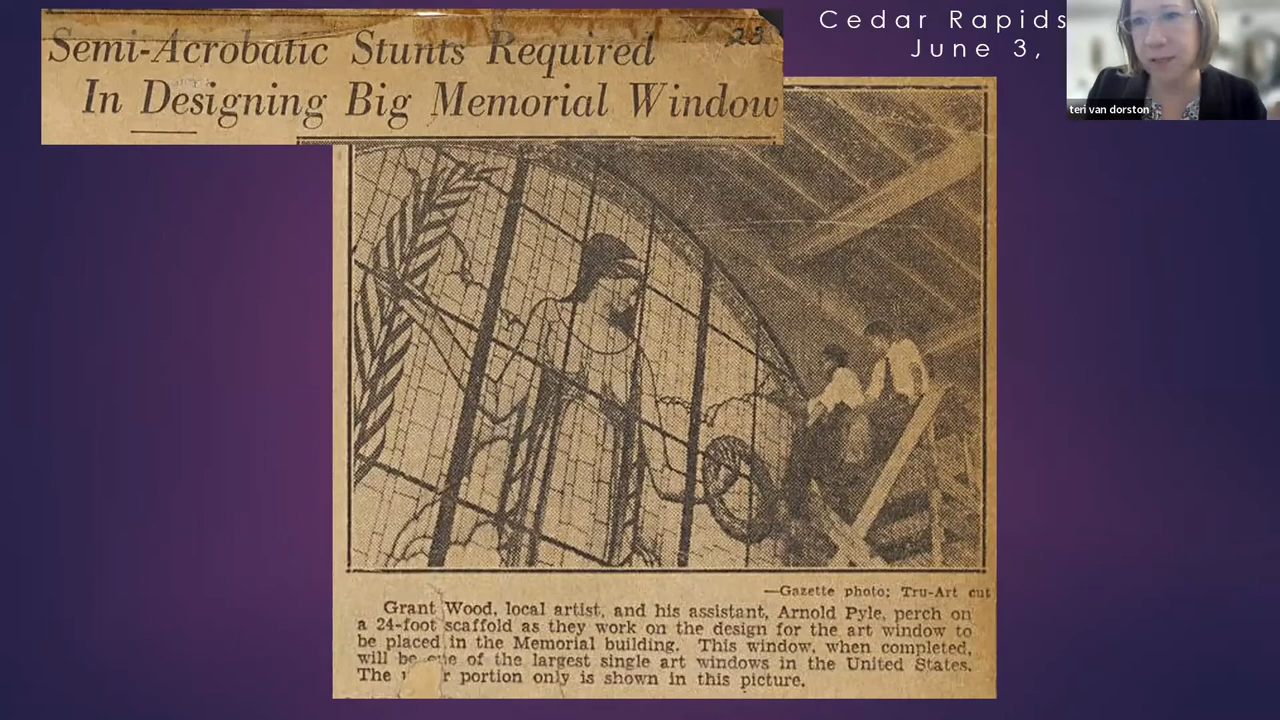 Semi-Acrobatic Stunts Required
In Designing Big Memorial Window
23
Cedar Rapids
June 3,
teri van dorston
—Gazette photo; Tru-Art cut
Grant Wood, local artist, and his assistant, Arnold Pyle, perch on
a 24-foot scaffold as they work on the design for the art window to
be placed in the Memorial building. This window, when completed,
will be one of the largest single art windows in the United States.
The portion only is shown in this picture.